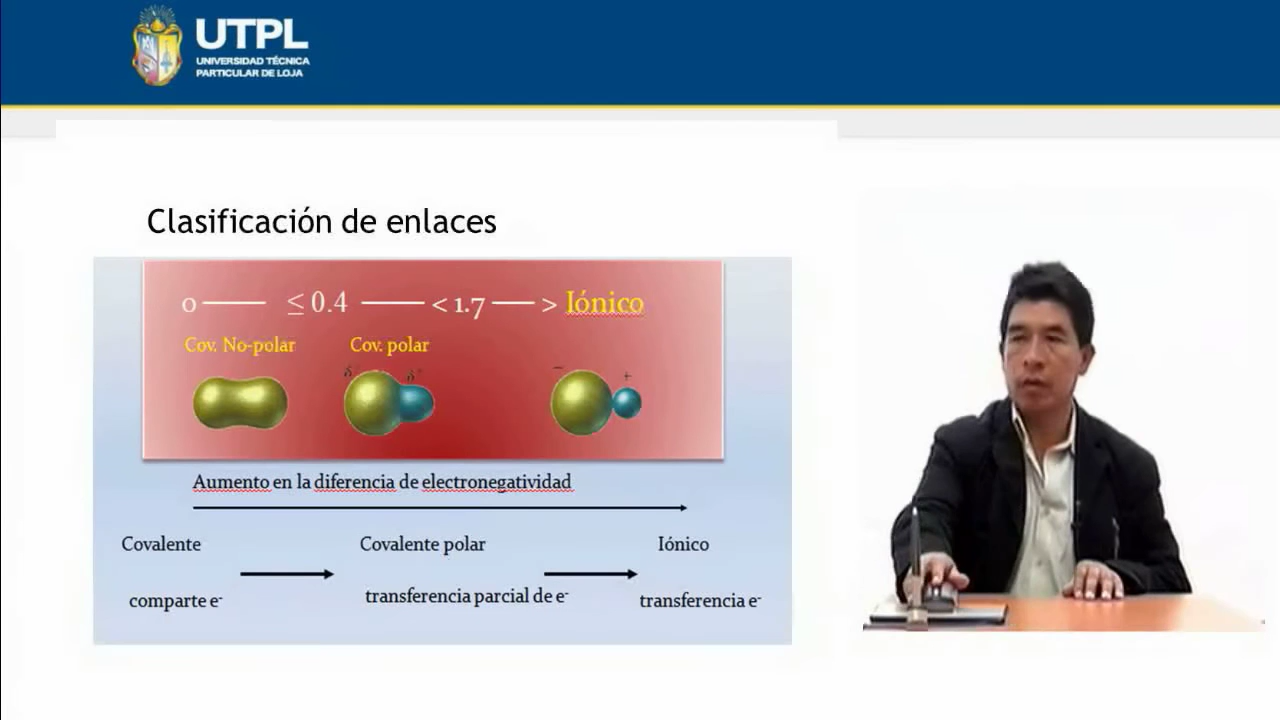 UTPL
UNIVERSIDAD TÉCNICA
PARTICULAR DE LOJA
Clasificación de enlaces
0 —— ≤ 0.4 —— < 1.7 —— > Iónico
Cov. No-polar Cov. polar
δ⁻ δ⁺ − +
Aumento en la diferencia de electronegatividad
Covalente Covalente polar Iónico
comparte e⁻ transferencia parcial de e⁻ transferencia e⁻